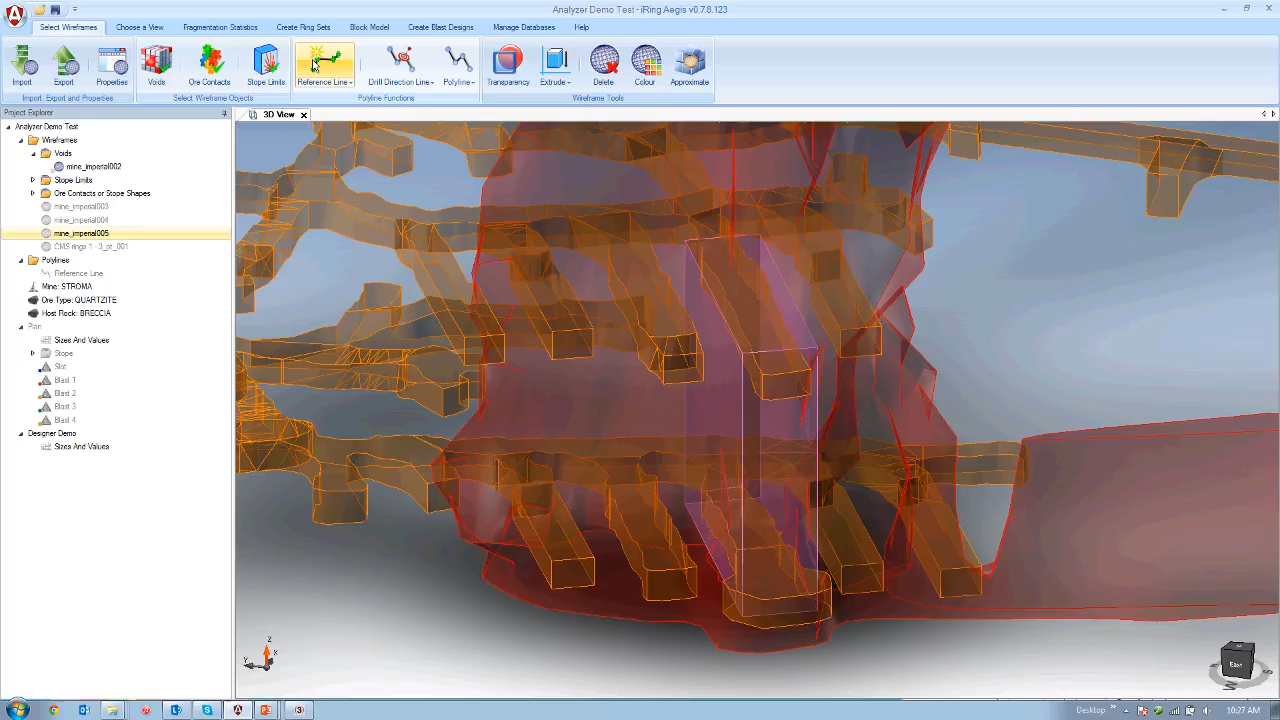 Analyzer Demo Test - iRing Aegis v0.7.8.123
Select Wireframes Choose a View Fragmentation Statistics Create Ring Sets Block Model Create Blast Designs Manage Databases Help
Import Export Properties Voids Ore Contacts Stope Limits Reference Line Drill Direction Line Polyline Transparency Extrude Delete Colour Approximate
Import, Export and Properties Select Wireframe Objects Polyline Functions Wireframe Tools
Project Explorer
3D View
Analyzer Demo Test
Wireframes
Voids
mine_imperial002
Stope Limits
Ore Contacts or Stope Shapes
mine_imperial003
mine_imperial004
mine_imperial005
CMS rings 1 - 3_pt_001
Polylines
Reference Line
Mine: STROMA
Ore Type: QUARTZITE
Host Rock: BRECCIA
Plan
Sizes And Values
Stope
Slot
Blast 1
Blast 2
Blast 3
Blast 4
Designer Demo
Sizes And Values
Z
X
Y
East
S
Desktop
10:27 AM